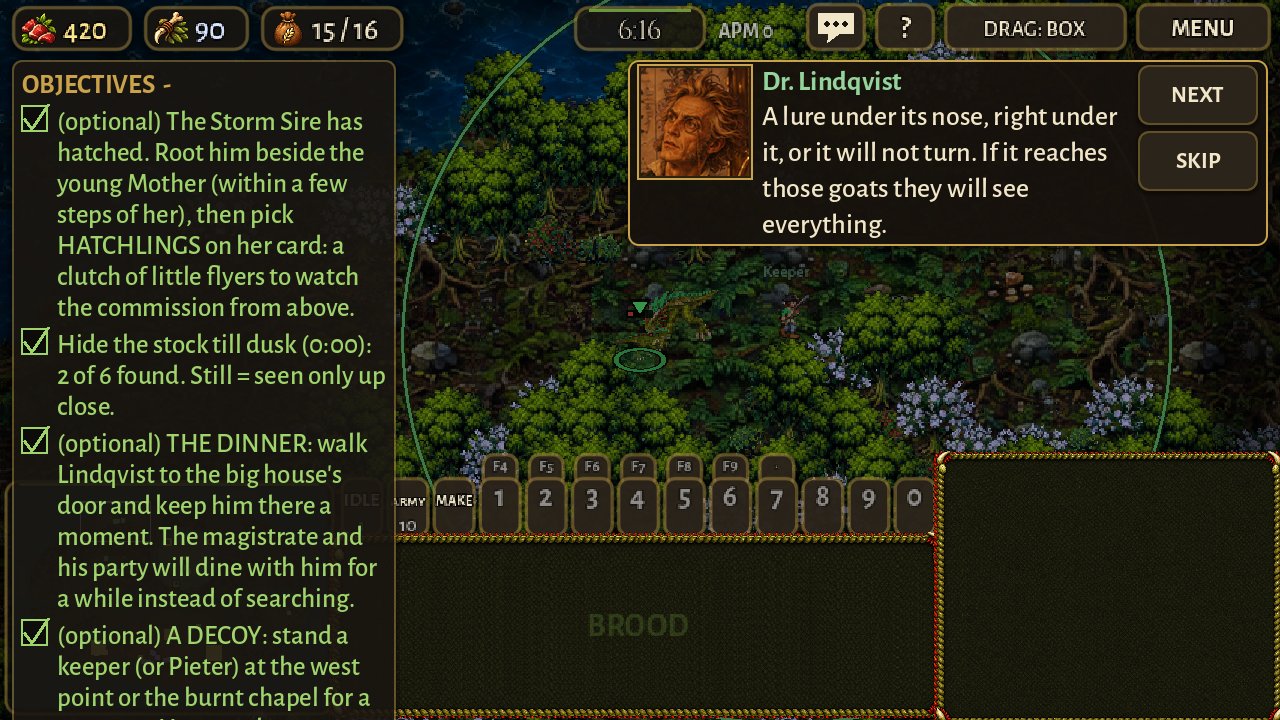 420
90
15/16
6:16
APM 0
?
DRAG: BOX
MENU
OBJECTIVES -
(optional) The Storm Sire has
hatched. Root him beside the
young Mother (within a few
steps of her), then pick
HATCHLINGS on her card: a
clutch of little flyers to watch
the commission from above.
Hide the stock till dusk (0:00):
2 of 6 found. Still = seen only up
close.
(optional) THE DINNER: walk
Lindqvist to the big house's
door and keep him there a
moment. The magistrate and
his party will dine with him for
a while instead of searching.
(optional) A DECOY: stand a
keeper (or Pieter) at the west
point or the burnt chapel for a
Dr. Lindqvist
A lure under its nose, right under
it, or it will not turn. If it reaches
those goats they will see
everything.
NEXT
SKIP
Keeper
F4 F5 F6 F7 F8 F9
IDLE ARMY 10 MAKE 1 2 3 4 5 6 7 8 9 0
BROOD